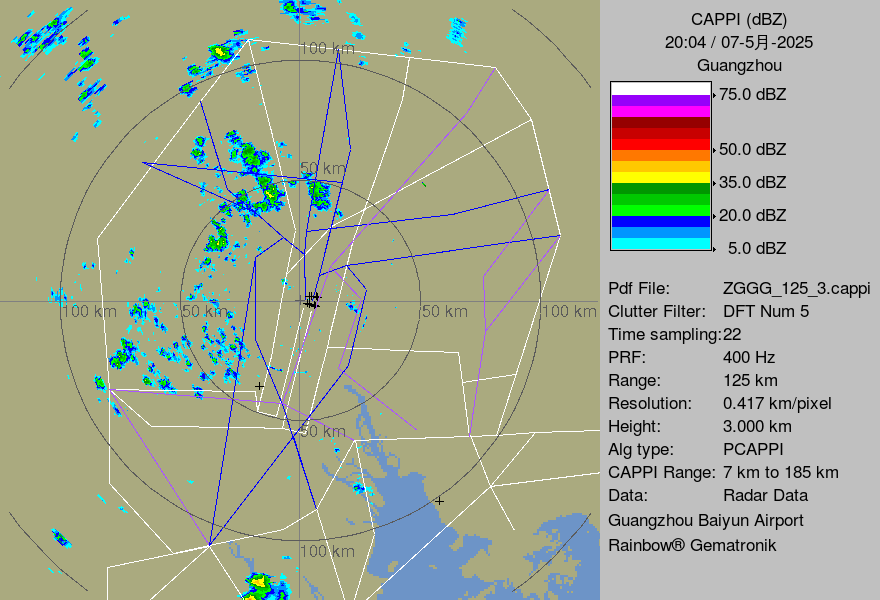 100 km
50 km
100 km
50 km
50 km
100 km
50 km
100 km
CAPPI (dBZ)
20:04 / 07-5月-2025
Guangzhou
75.0 dBZ
50.0 dBZ
35.0 dBZ
20.0 dBZ
5.0 dBZ
Pdf File: ZGGG_125_3.cappi
Clutter Filter: DFT Num 5
Time sampling:22
PRF: 400 Hz
Range: 125 km
Resolution: 0.417 km/pixel
Height: 3.000 km
Alg type: PCAPPI
CAPPI Range: 7 km to 185 km
Data: Radar Data
Guangzhou Baiyun Airport
Rainbow® Gematronik